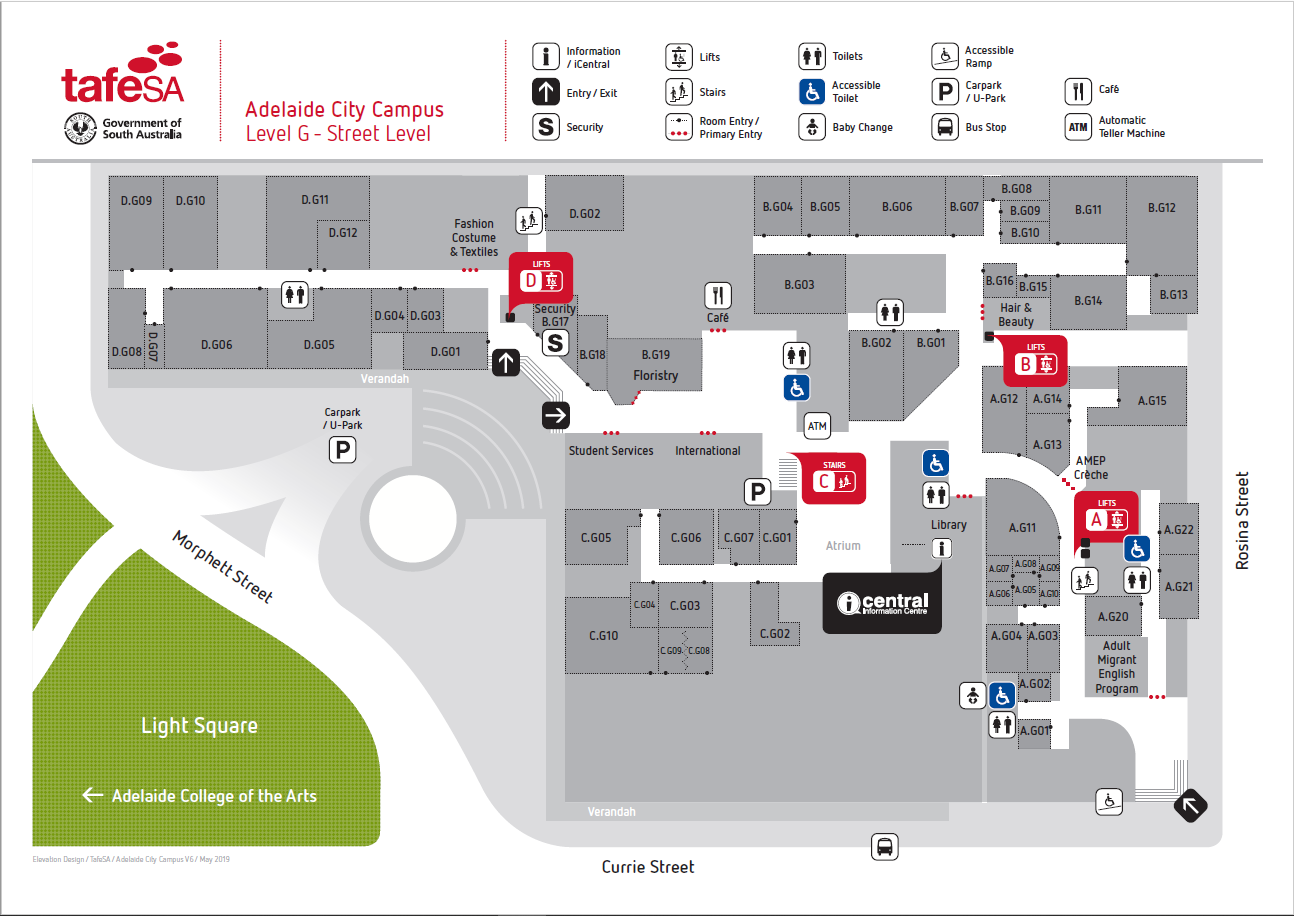 tafeSA
Government of
South Australia
Adelaide City Campus
Level G - Street Level
i
Information
/ iCentral
Entry / Exit
S
Security
Lifts
Stairs
Room Entry /
Primary Entry
Toilets
Accessible
Toilet
Baby Change
Accessible
Ramp
P
Carpark
/ U-Park
Bus Stop
Café
ATM
Automatic
Teller Machine
D.G09
D.G10
D.G11
D.G12
Fashion
Costume
& Textiles
D.G02
LIFTS
D
B.G04
B.G05
B.G06
B.G07
B.G08
B.G09
B.G10
B.G11
B.G12
B.G03
B.G16
B.G15
B.G14
B.G13
Hair &
Beauty
D.G08
D.G07
D.G06
D.G05
D.G04
D.G03
D.G01
Security
B.G17
S
B.G18
B.G19
Floristry
Café
B.G02
B.G01
LIFTS
B
Verandah
Carpark
/ U-Park
P
ATM
A.G12
A.G14
A.G13
A.G15
Student Services
International
STAIRS
C
P
AMEP
Crèche
LIFTS
A
Library
i
Atrium
C.G05
C.G06
C.G07
C.G01
A.G11
A.G22
A.G21
A.G07
A.G08
A.G09
A.G06
A.G05
A.G10
C.G04
C.G03
C.G10
C.G09
C.G08
C.G02
i central
Information Centre
A.G20
A.G04
A.G03
Adult
Migrant
English
Program
A.G02
A.G01
Morphett Street
Rosina Street
Light Square
← Adelaide College of the Arts
Verandah
Currie Street
Elevation Design / TafeSA / Adelaide City Campus V6 / May 2019